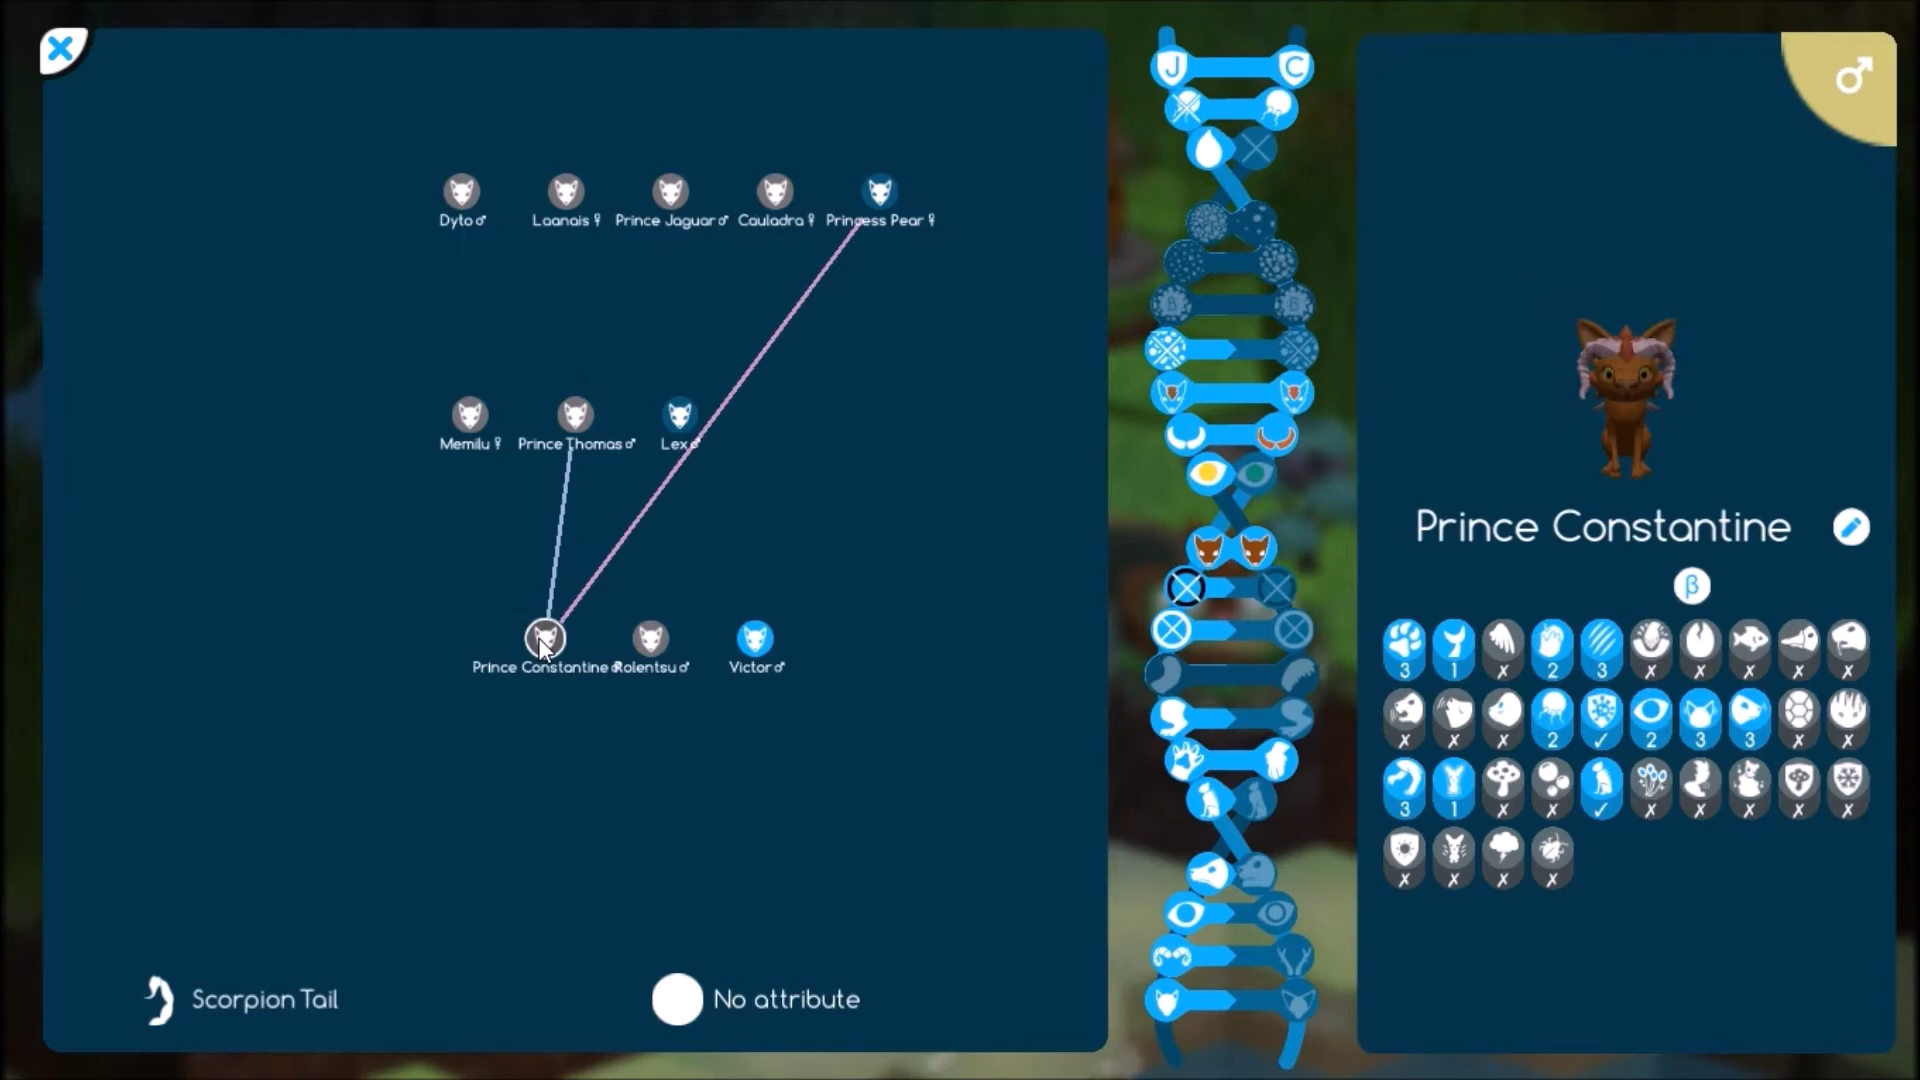 J C
Dyto♂ Laanais♀ Prince Jaguar♂ Cauladra♀ Princess Pear♀
B B
Memilu♀ Prince Thomas♂ Lex♂
Prince Constantine
β
3 1 x 2 3 x x x x x
Prince Constantine Rolentsu♂ Victor♂
x x x 2 ✓ 2 3 3 x x
3 1 x x ✓ x x x x x
x x x x
Scorpion Tail No attribute